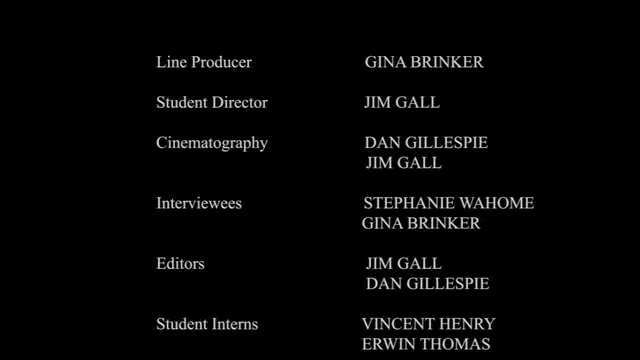 Line Producer GINA BRINKER
Student Director JIM GALL
Cinematography DAN GILLESPIE
JIM GALL
Interviewees STEPHANIE WAHOME
GINA BRINKER
Editors JIM GALL
DAN GILLESPIE
Student Interns VINCENT HENRY
ERWIN THOMAS